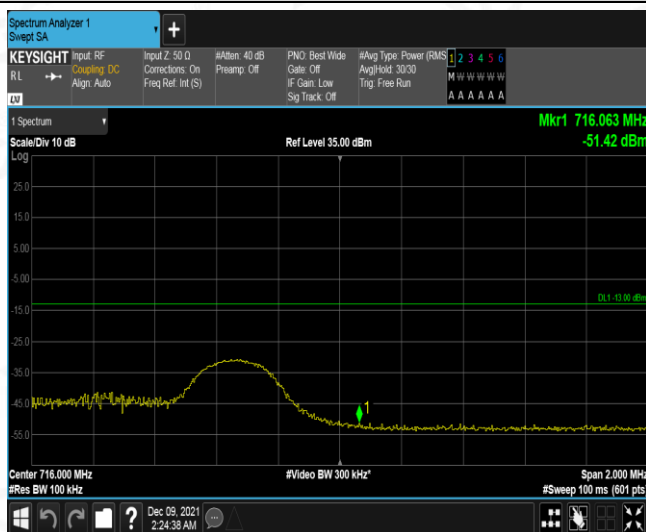 Spectrum Analyzer 1
Swept SA
+
KEYSIGHT Input: RF Input Z: 50 Ω #Atten: 40 dB PNO: Best Wide #Avg Type: Power (RMS 1 2 3 4 5 6
RL Coupling: DC Corrections: On Preamp: Off Gate: Off Avg|Hold: 30/30 M W W W W W
Align: Auto Freq Ref: Int (S) IF Gain: Low Trig: Free Run
LXI Sig Track: Off A A A A A A
1 Spectrum Mkr1 716.063 MHz
Scale/Div 10 dB Ref Level 35.00 dBm -51.42 dBm
Log
25.0
15.0
5.00
-5.00
DL1 -13.00 dBm
-15.0
-25.0
-35.0
1
-45.0
-55.0
Center 716.000 MHz #Video BW 300 kHz* Span 2.000 MHz
#Res BW 100 kHz #Sweep 100 ms (601 pts)
? Dec 09, 2021
2:24:38 AM